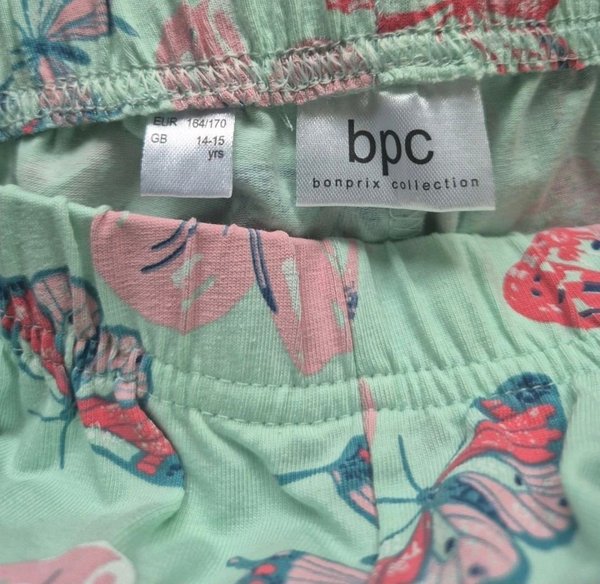 EUR 164/170
GB 14-15
yrs
bpc
bonprix collection